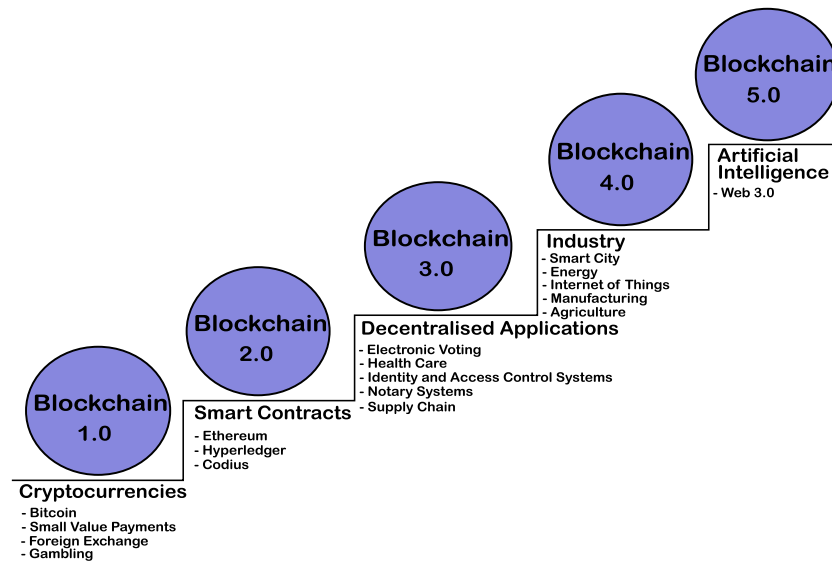 Blockchain
1.0
Cryptocurrencies
- Bitcoin
- Small Value Payments
- Foreign Exchange
- Gambling
Blockchain
2.0
Smart Contracts
- Ethereum
- Hyperledger
- Codius
Blockchain
3.0
Decentralised Applications
- Electronic Voting
- Health Care
- Identity and Access Control Systems
- Notary Systems
- Supply Chain
Blockchain
4.0
Industry
- Smart City
- Energy
- Internet of Things
- Manufacturing
- Agriculture
Blockchain
5.0
Artificial
Intelligence
- Web 3.0